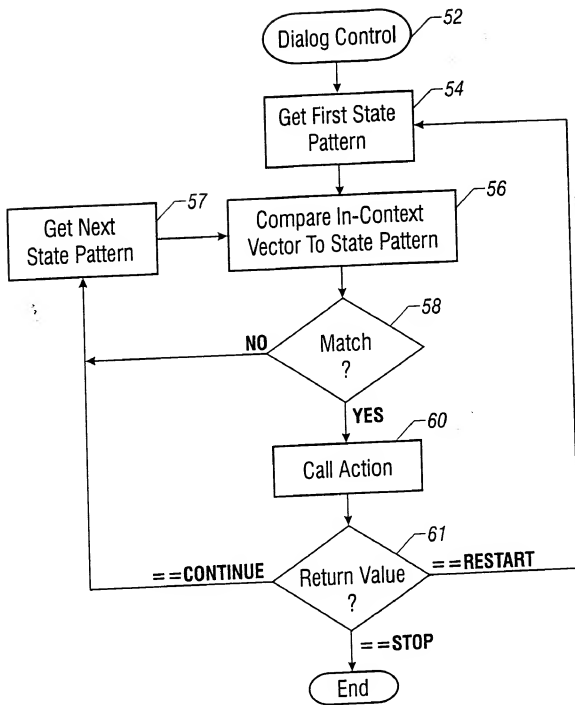 Dialog Control
52
54
Get First State
Pattern
57
56
Get Next
State Pattern
Compare In-Context
Vector To State Pattern
58
NO
Match
?
YES
60
Call Action
61
==CONTINUE
Return Value
?
==RESTART
==STOP
End